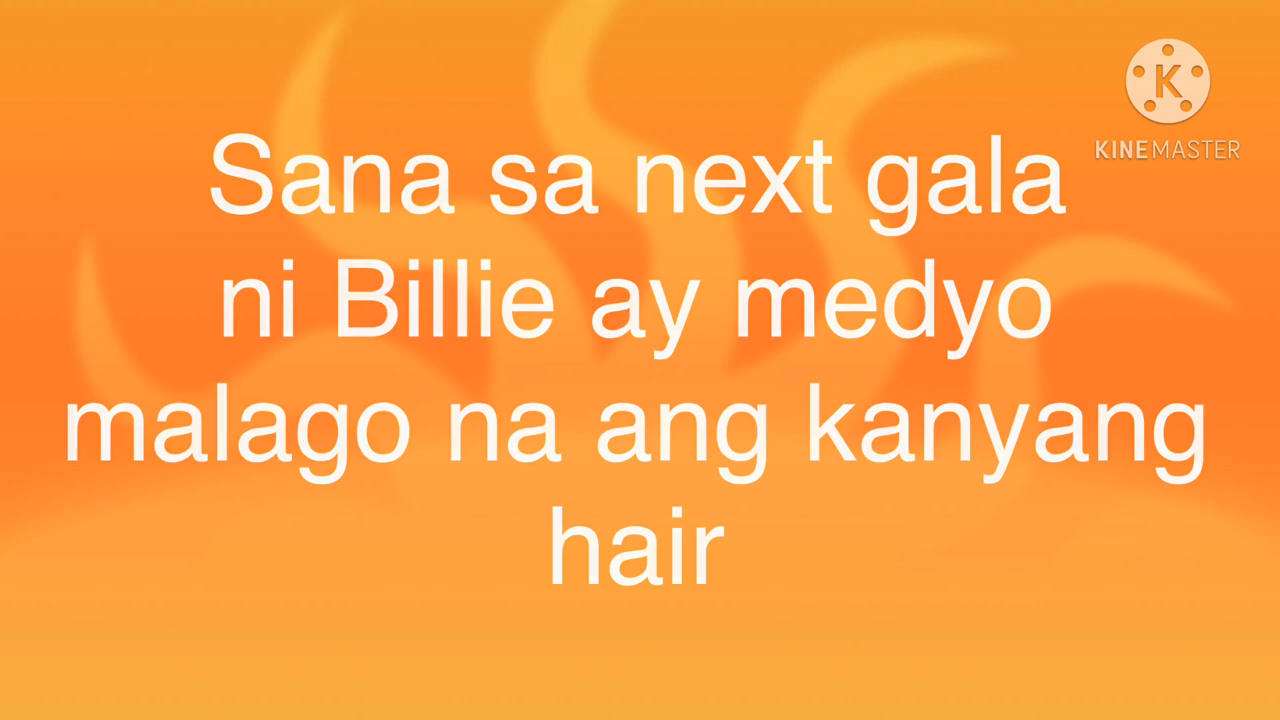 K
KINEMASTER
Sana sa next gala
ni Billie ay medyo
malago na ang kanyang
hair